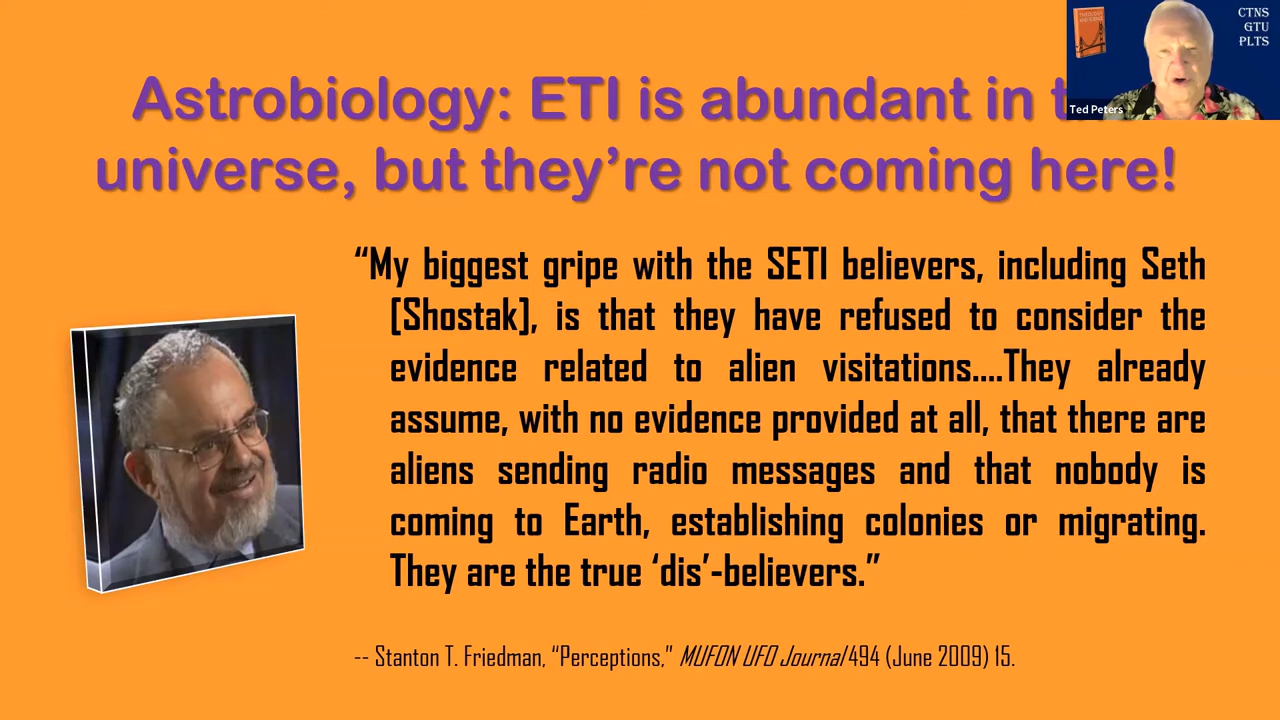 Astrobiology: ETI is abundant in t
universe, but they're not coming here!
"My biggest gripe with the SETI believers, including Seth
[Shostak], is that they have refused to consider the
evidence related to alien visitations....They already
assume, with no evidence provided at all, that there are
aliens sending radio messages and that nobody is
coming to Earth, establishing colonies or migrating.
They are the true 'dis'-believers."
-- Stanton T. Friedman, "Perceptions," MUFON UFO Journal 494 (June 2009) 15.
CTNS
GTU
PLTS
Ted Peters